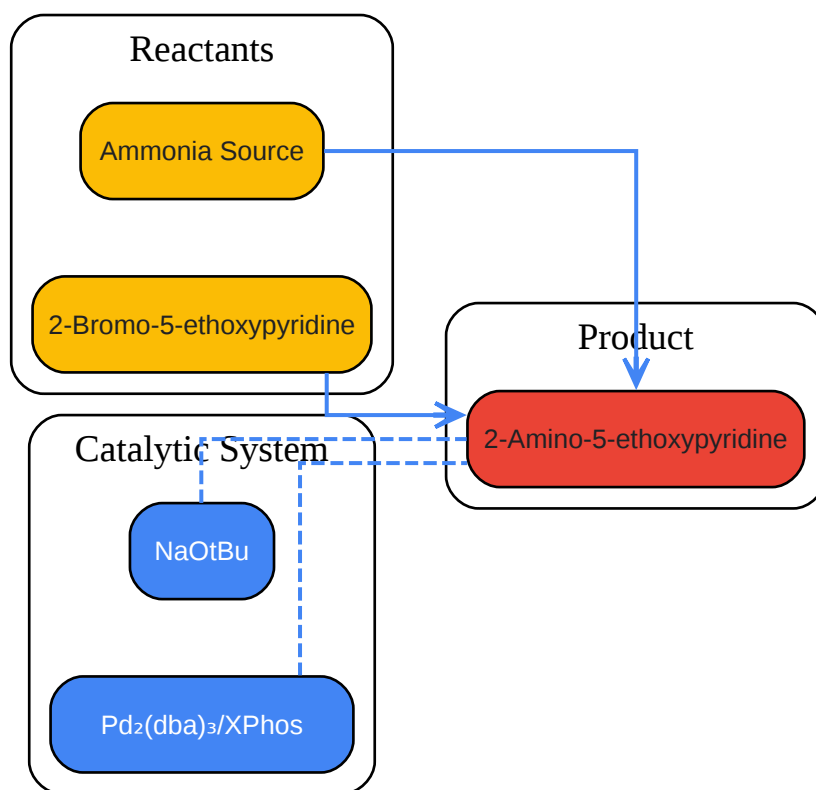 Reactants
Ammonia Source
2-Bromo-5-ethoxypyridine
Product
2-Amino-5-ethoxypyridine
Catalytic System
NaOtBu
Pd₂(dba)₃/XPhos